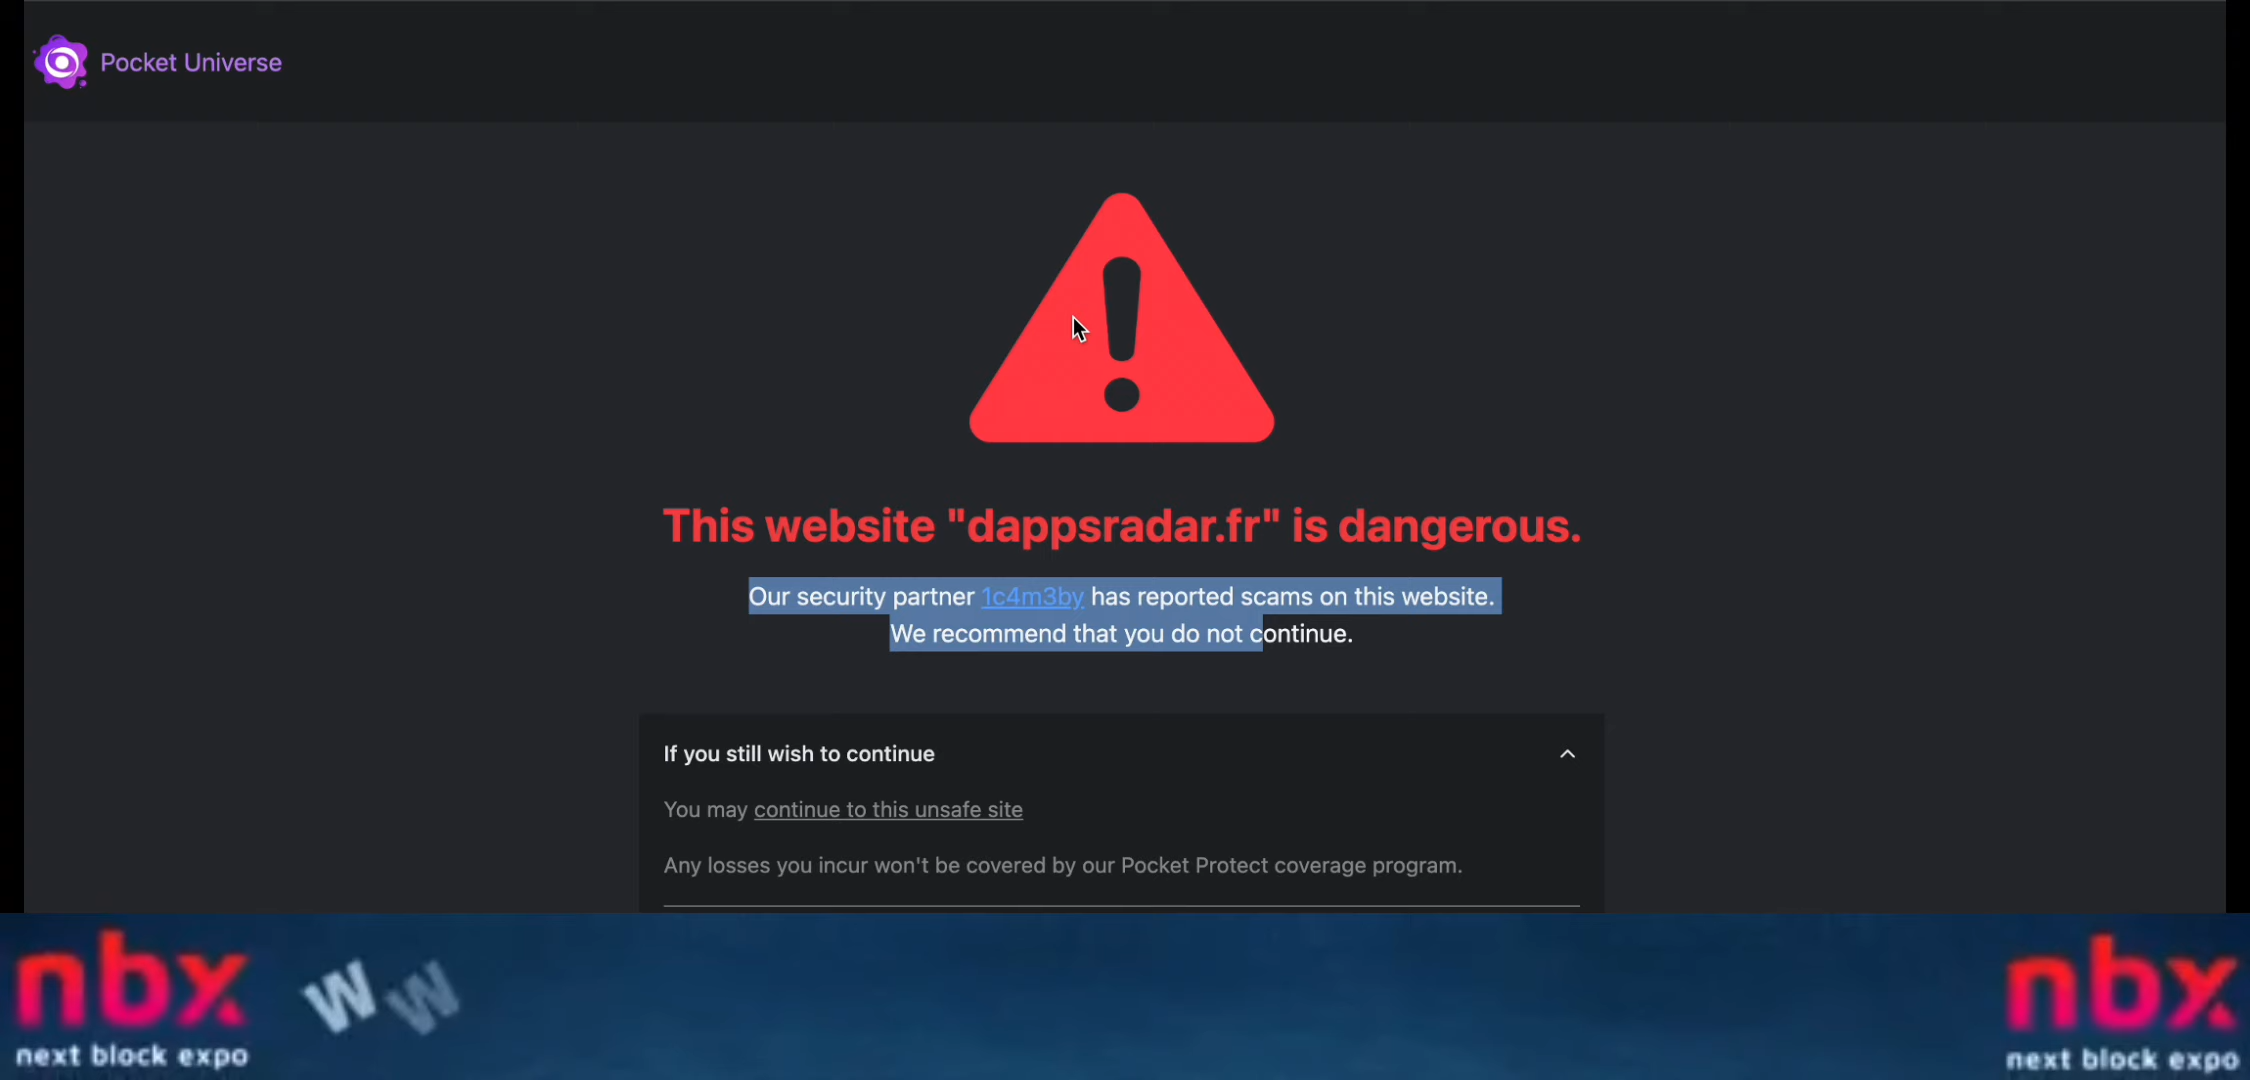 Pocket Universe
This website "dappsradar.fr" is dangerous.
Our security partner 1c4m3by has reported scams on this website.
We recommend that you do not continue.
If you still wish to continue
You may continue to this unsafe site
Any losses you incur won't be covered by our Pocket Protect coverage program.
nbx
next block expo
W W
nbx
next block expo